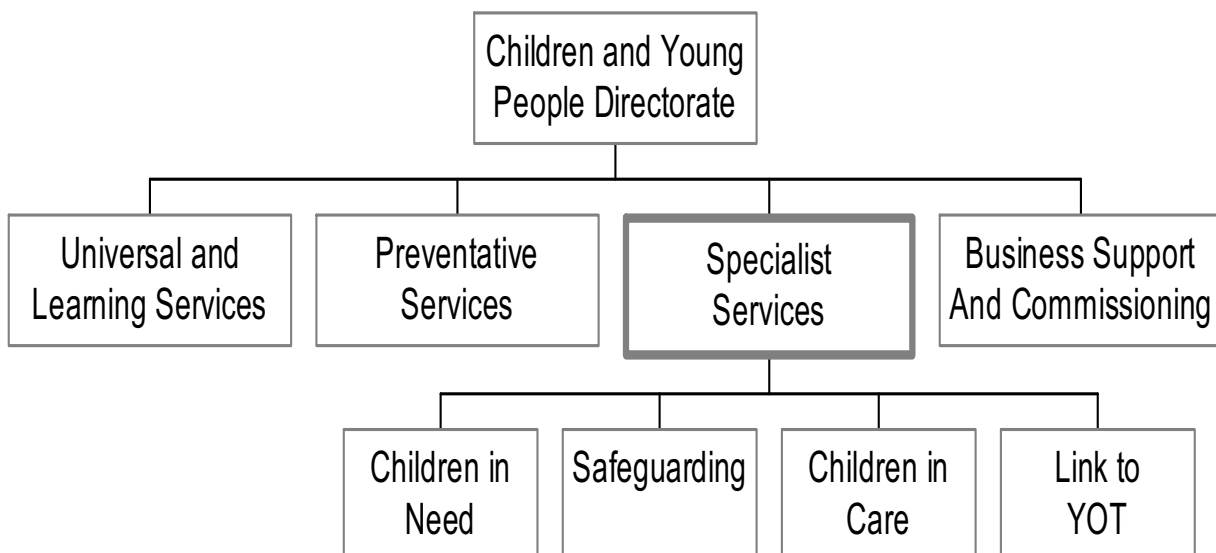 Children and Young
People Directorate
Universal and
Learning Services
Preventative
Services
Specialist
Services
Business Support
And Commissioning
Children in
Need
Safeguarding
Children in
Care
Link to
YOT